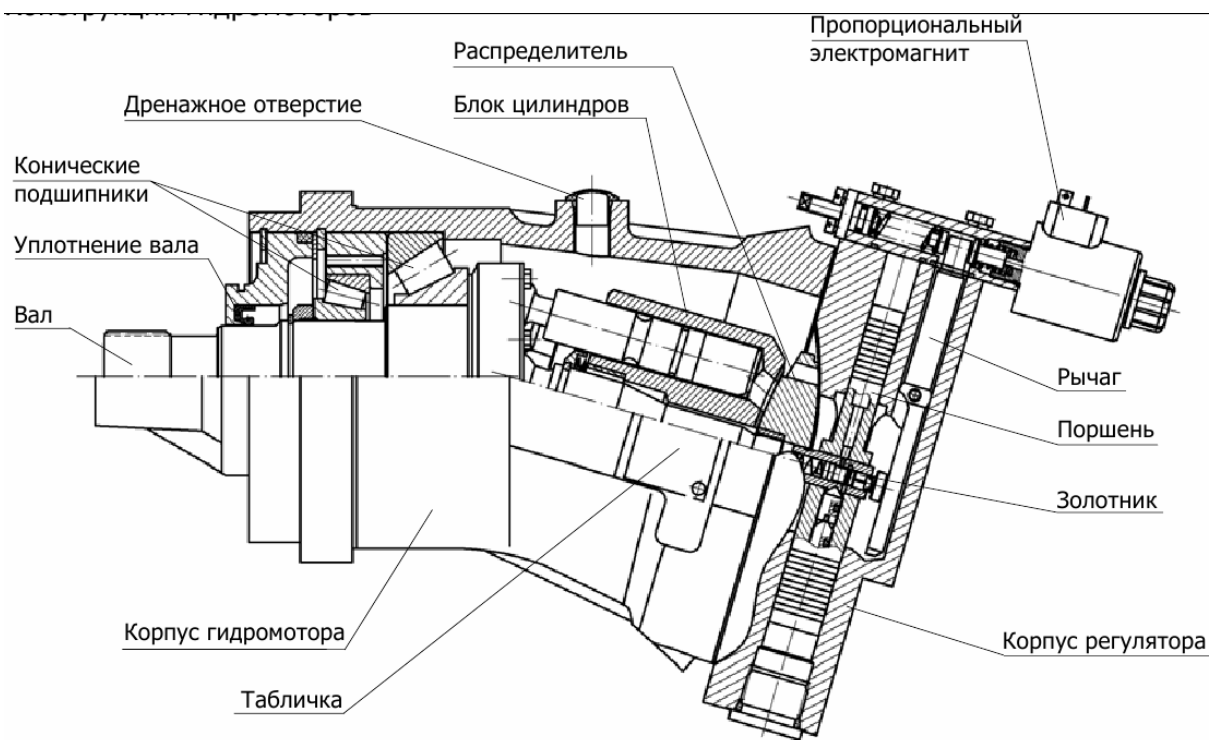 Пропорциональный
электромагнит
Распределитель
Дренажное отверстие
Блок цилиндров
Конические
подшипники
Уплотнение вала
Вал
Рычаг
Поршень
Золотник
Корпус гидромотора
Корпус регулятора
Табличка